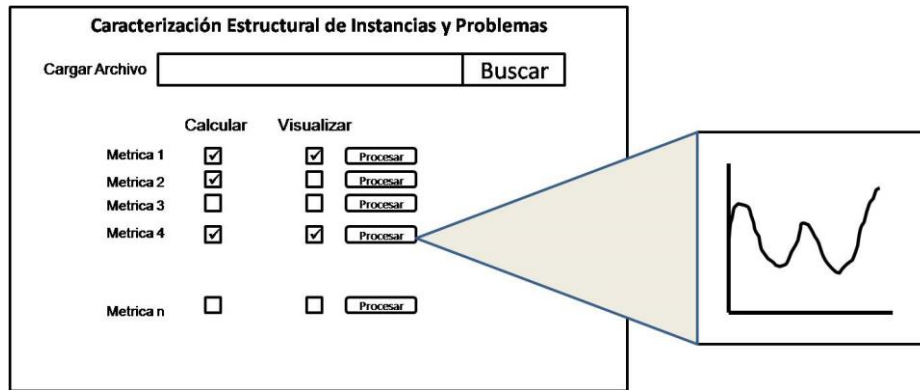 Caracterización Estructural de Instancias y Problemas
Cargar Archivo Buscar
Calcular Visualizar
Metrica 1 Procesar
Metrica 2 Procesar
Metrica 3 Procesar
Metrica 4 Procesar
Metrica n Procesar